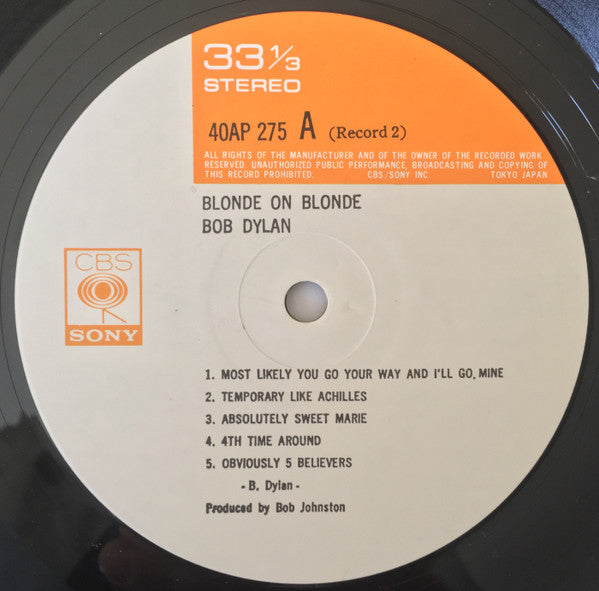 33 1/3
STEREO
40AP 275 A (Record 2)
ALL RIGHTS OF THE MANUFACTURER AND OF THE OWNER OF THE RECORDED WORK
RESERVED. UNAUTHORIZED PUBLIC PERFORMANCE, BROADCASTING AND COPYING OF
THIS RECORD PROHIBITED. CBS/SONY INC. TOKYO JAPAN.
BLONDE ON BLONDE
BOB DYLAN
CBS
SONY
1. MOST LIKELY YOU GO YOUR WAY AND I'LL GO, MINE
2. TEMPORARY LIKE ACHILLES
3. ABSOLUTELY SWEET MARIE
4. 4TH TIME AROUND
5. OBVIOUSLY 5 BELIEVERS
- B. Dylan -
Produced by Bob Johnston